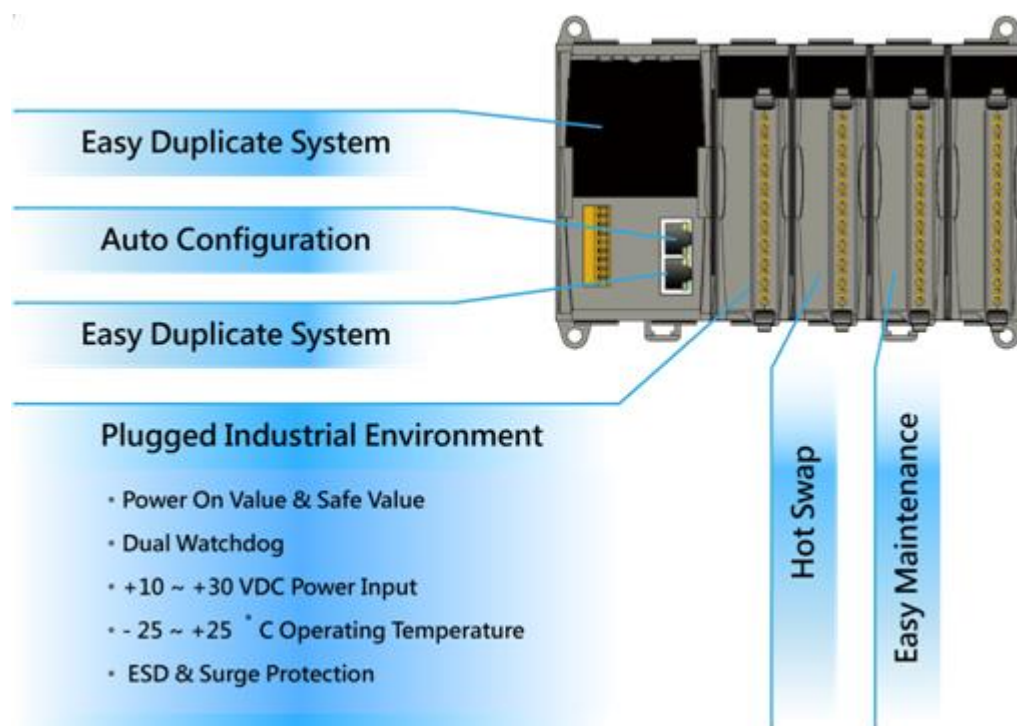 Easy Duplicate System
Auto Configuration
Easy Duplicate System
Plugged Industrial Environment
• Power On Value & Safe Value
• Dual Watchdog
• +10 ~ +30 VDC Power Input
• - 25 ~ +25 ° C Operating Temperature
• ESD & Surge Protection
Hot Swap
Easy Maintenance